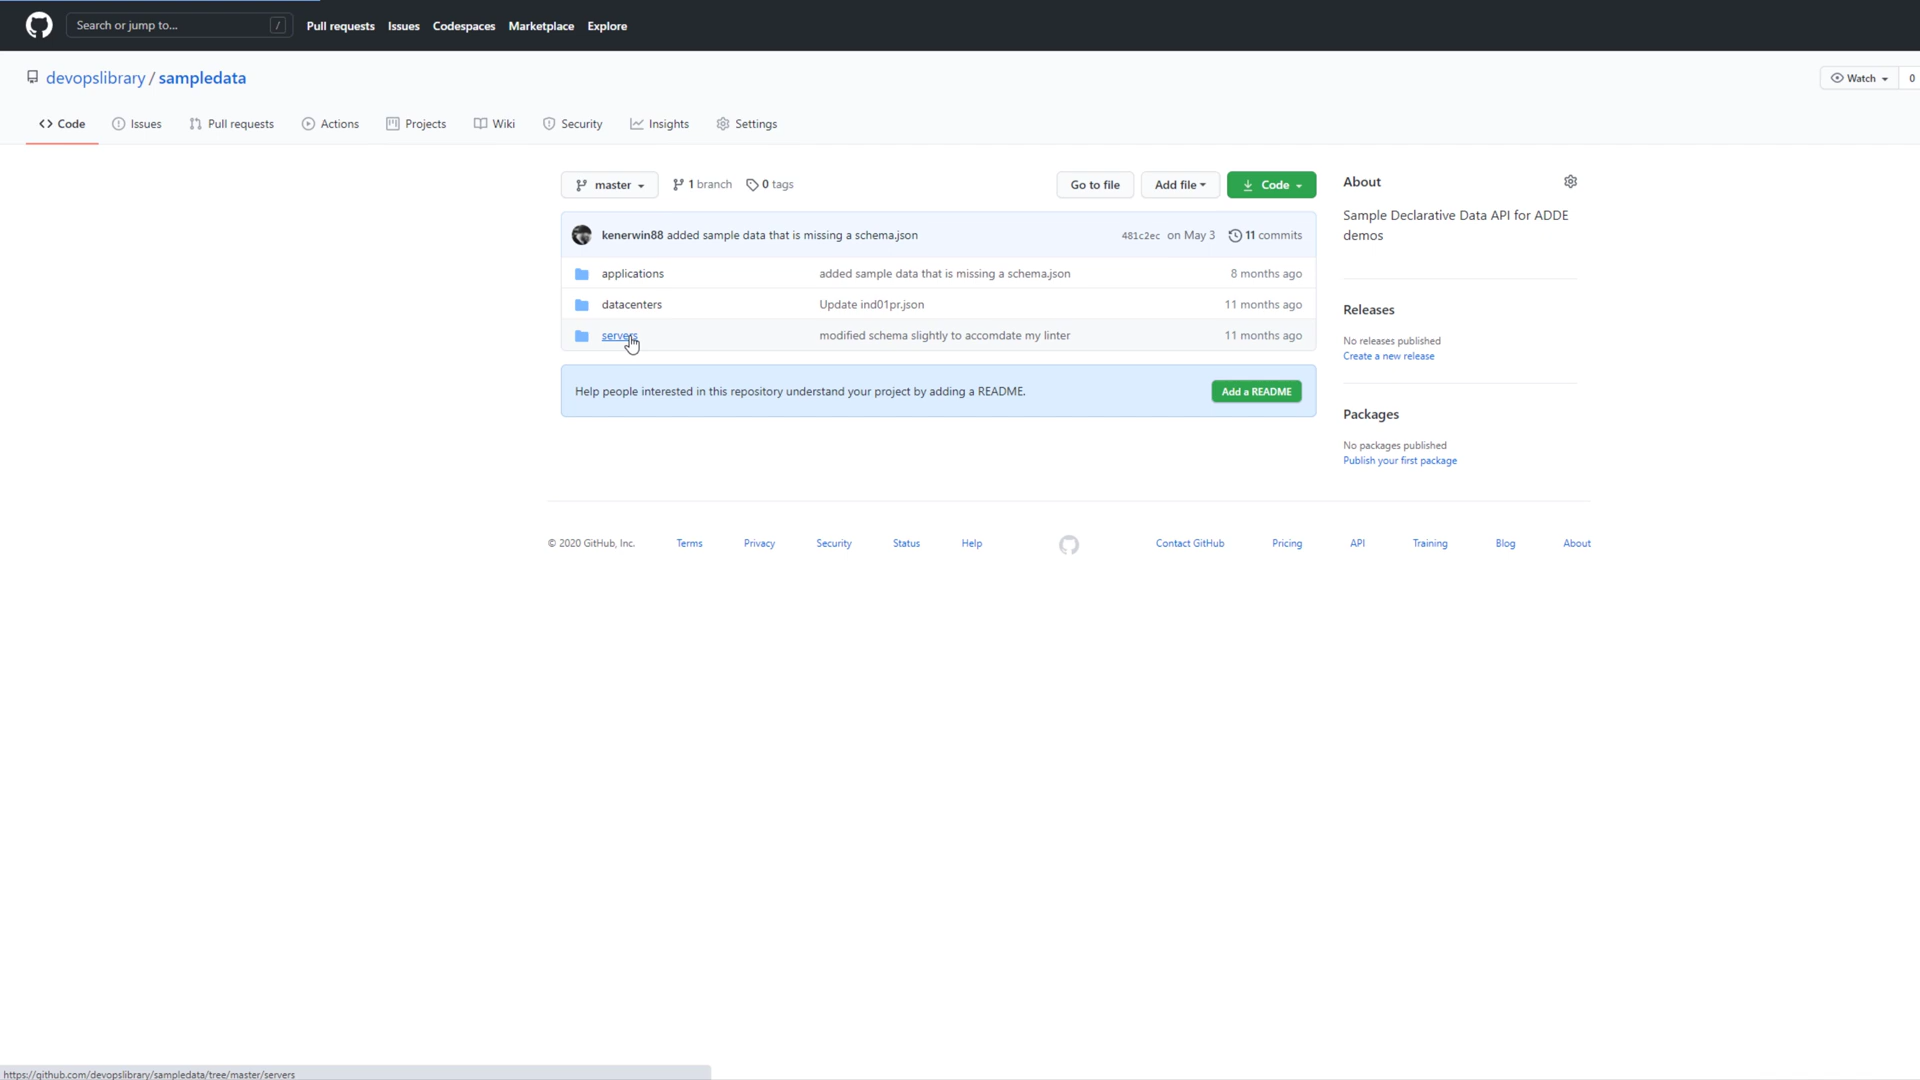 Search or jump to... /
Pull requests Issues Codespaces Marketplace Explore
devopslibrary / sampledata
Watch 0
Code Issues Pull requests Actions Projects Wiki Security Insights Settings
master 1 branch 0 tags Go to file Add file Code
kenerwin88 added sample data that is missing a schema.json 481c2ec on May 3 11 commits
applications added sample data that is missing a schema.json 8 months ago
datacenters Update ind01pr.json 11 months ago
servers modified schema slightly to accomdate my linter 11 months ago
Help people interested in this repository understand your project by adding a README. Add a README
About
Sample Declarative Data API for ADDE
demos
Releases
No releases published
Create a new release
Packages
No packages published
Publish your first package
© 2020 GitHub, Inc. Terms Privacy Security Status Help Contact GitHub Pricing API Training Blog About
https://github.com/devopslibrary/sampledata/tree/master/servers